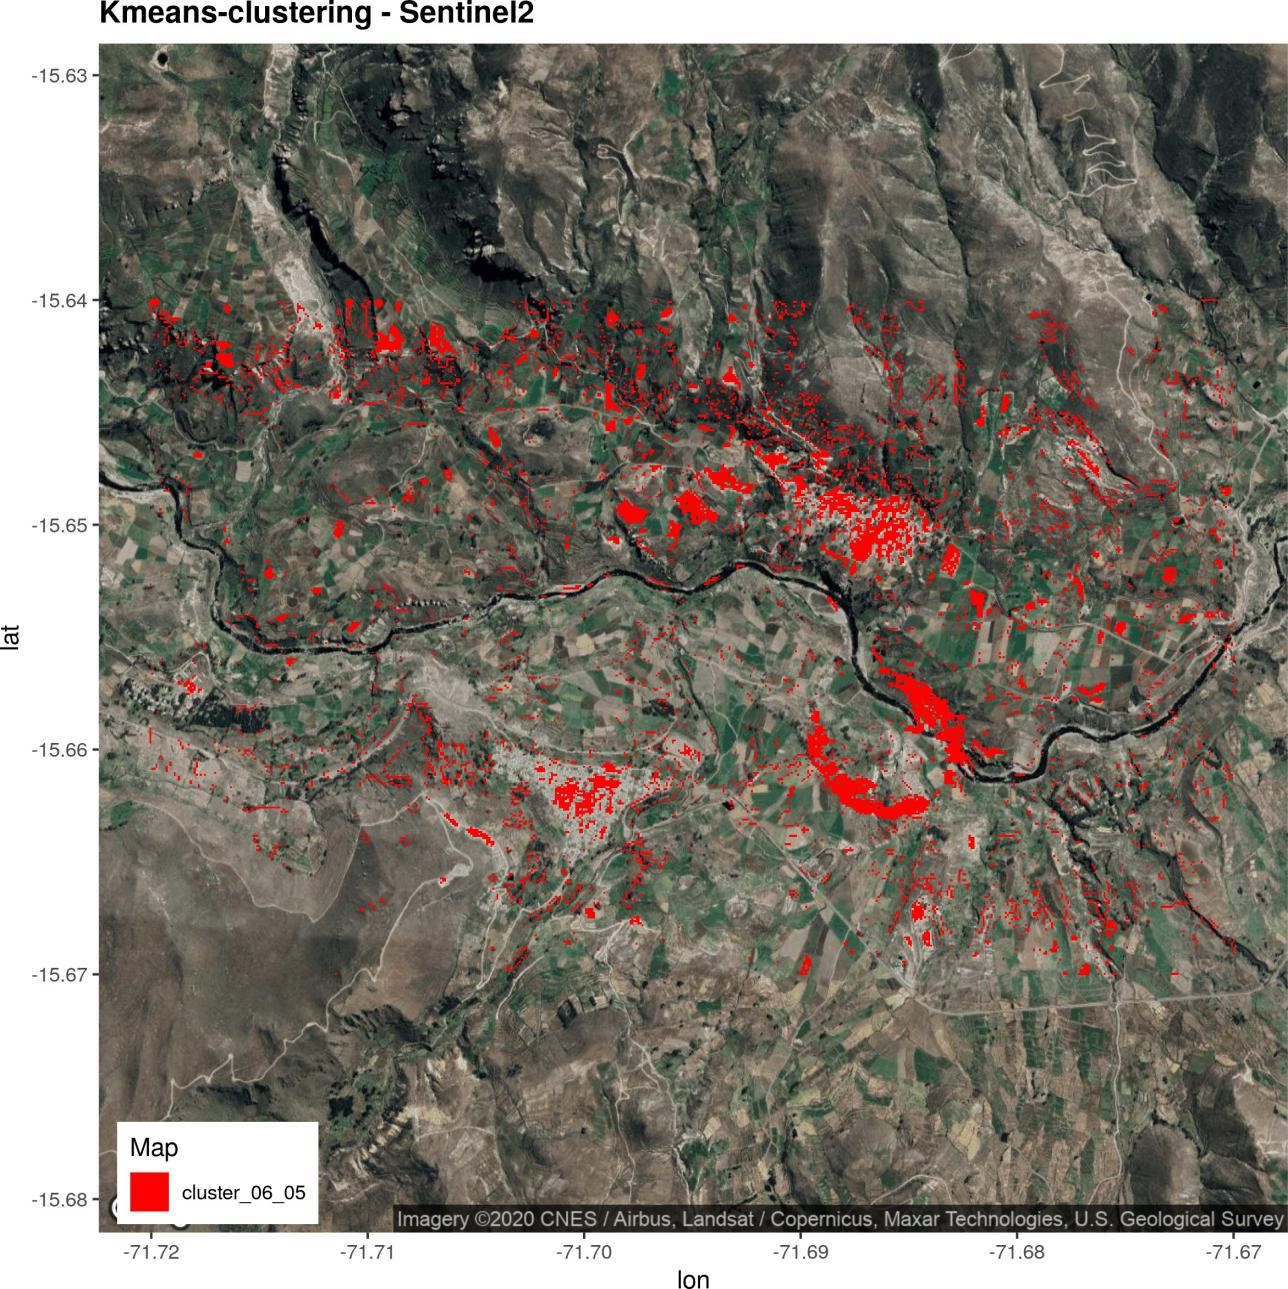 Kmeans-clustering - Sentinel2
-15.63
-15.64
-15.65
-15.66
-15.67
-15.68
lat
Map
cluster_06_05
Imagery ©2020 CNES / Airbus, Landsat / Copernicus, Maxar Technologies, U.S. Geological Survey
-71.72
-71.71
-71.70
-71.69
-71.68
-71.67
lon